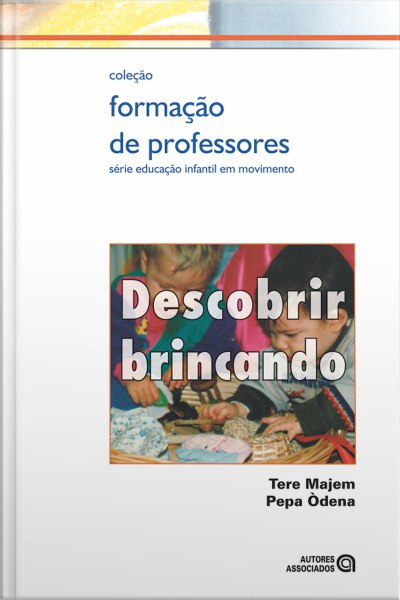 coleção
formação
de professores
série educação infantil em movimento
Descobrir
brincando
Tere Majem
Pepa Òdena
AUTORES
ASSOCIADOS